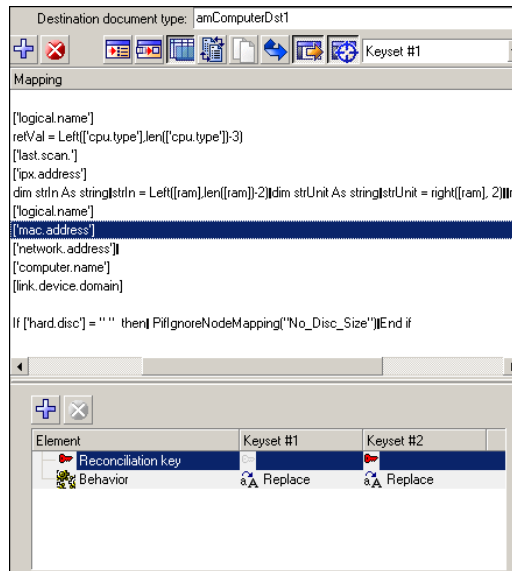 Destination document type: amComputerDst1
Keyset #1
Mapping
['logical.name']
retVal = Left(['cpu.type'],len(['cpu.type'])-3)
['last.scan.']
['ipx.address']
dim strIn As string|strIn = Left([ram],len([ram])-2)|dim strUnit As string|strUnit = right([ram], 2)||r
['logical.name']
['mac.address']
['network.address']|
['computer.name']
[link.device.domain]
If ['hard.disc'] = " " then| PifIgnoreNodeMapping("No_Disc_Size")|End if
Element Keyset #1 Keyset #2
Reconciliation key
Behavior Replace Replace